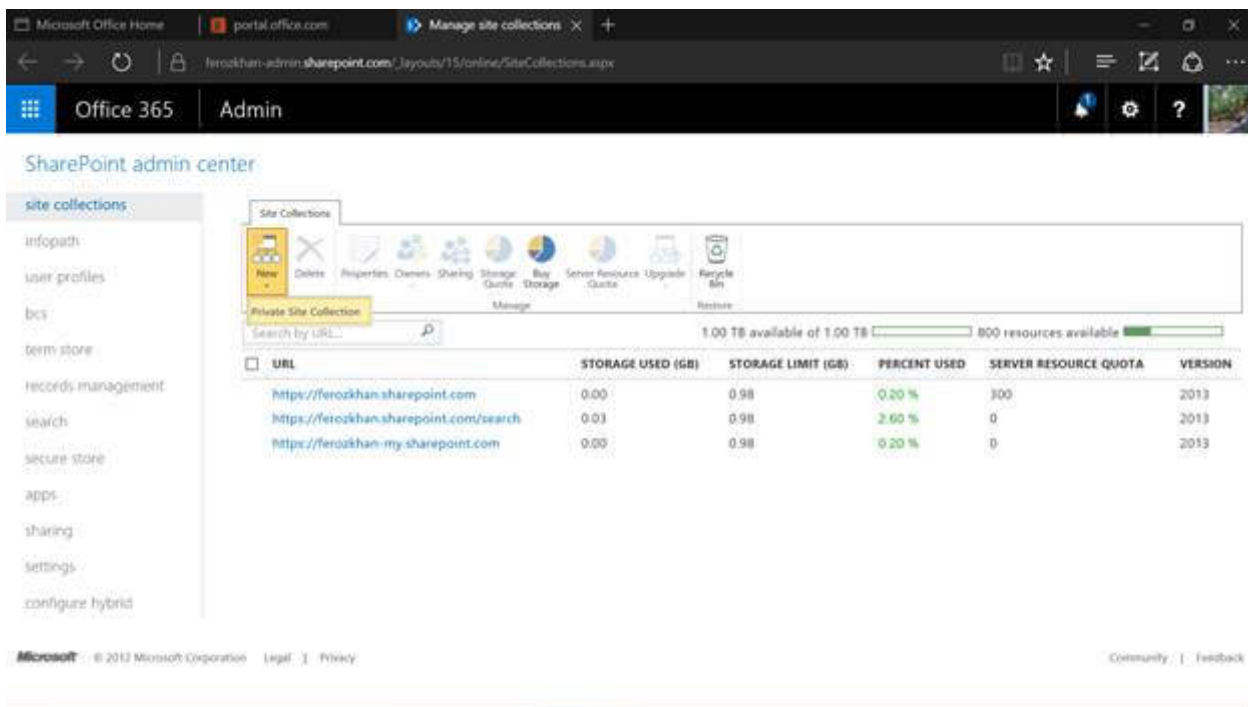 Microsoft Office Home
portal.office.com
Manage site collections
ferozkhan-admin.sharepoint.com/_layouts/15/online/SiteCollections.aspx
Office 365
Admin
1
?
SharePoint admin center
site collections
infopath
user profiles
bcs
term store
records management
search
secure store
apps
sharing
settings
configure hybrid
Site Collections
New
Delete
Properties
Owners
Sharing
Storage Quota
Buy Storage
Server Resource Quota
Upgrade
Recycle Bin
Manage
Restore
Private Site Collection
Search by URL...
1.00 TB available of 1.00 TB
800 resources available
URL STORAGE USED (GB) STORAGE LIMIT (GB) PERCENT USED SERVER RESOURCE QUOTA VERSION
https://ferozkhan.sharepoint.com 0.00 0.98 0.20 % 300 2013
https://ferozkhan.sharepoint.com/search 0.03 0.98 2.60 % 0 2013
https://ferozkhan-my.sharepoint.com 0.00 0.98 0.20 % 0 2013
Microsoft © 2012 Microsoft Corporation Legal | Privacy
Community | Feedback